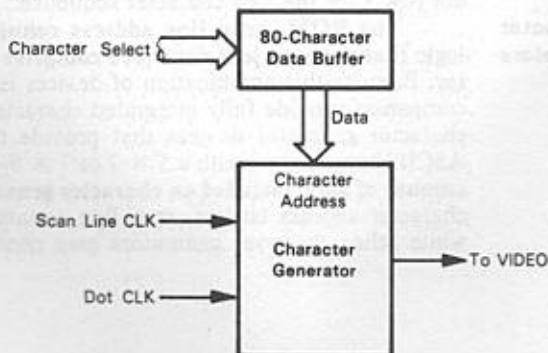 Character Select
80-Character
Data Buffer
Data
Character
Address
Scan Line CLK
Character
Generator
To VIDEO
Dot CLK